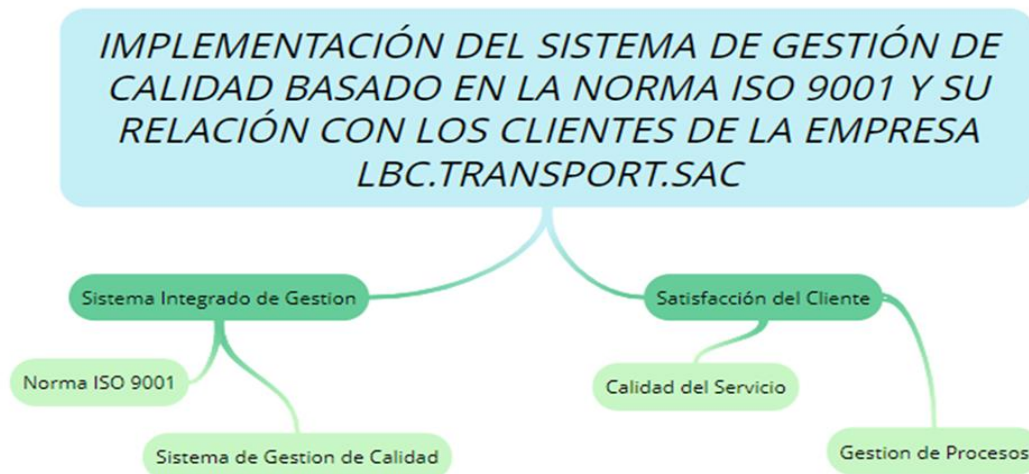 IMPLEMENTACIÓN DEL SISTEMA DE GESTIÓN DE
CALIDAD BASADO EN LA NORMA ISO 9001 Y SU
RELACIÓN CON LOS CLIENTES DE LA EMPRESA
LBC.TRANSPORT.SAC
Sistema Integrado de Gestion
Satisfacción del Cliente
Norma ISO 9001
Calidad del Servicio
Sistema de Gestion de Calidad
Gestion de Procesos